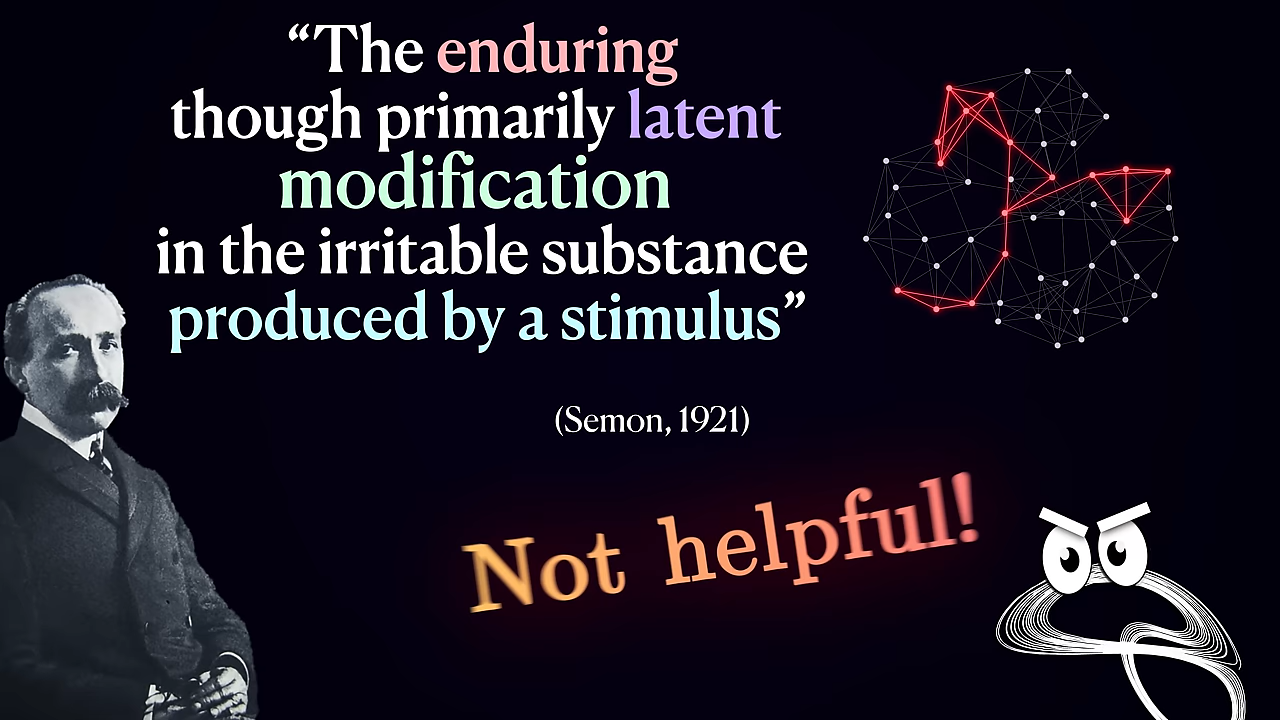 “The enduring
though primarily latent
modification
in the irritable substance
produced by a stimulus”
(Semon, 1921)
Not helpful!